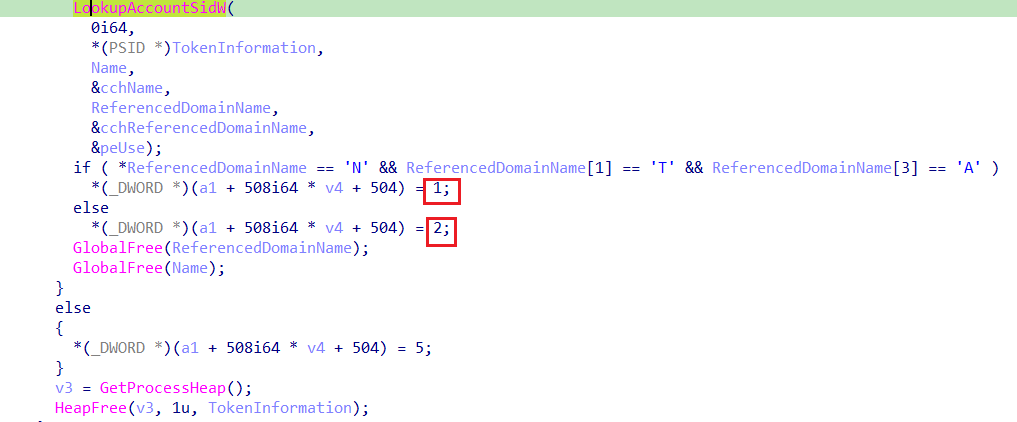 LookupAccountSidW(
0i64,
*(PSID *)TokenInformation,
Name,
&cchName,
ReferencedDomainName,
&cchReferencedDomainName,
&peUse);
if ( *ReferencedDomainName == 'N' && ReferencedDomainName[1] == 'T' && ReferencedDomainName[3] == 'A' )
*(_DWORD *)(a1 + 508i64 * v4 + 504) = 1;
else
*(_DWORD *)(a1 + 508i64 * v4 + 504) = 2;
GlobalFree(ReferencedDomainName);
GlobalFree(Name);
}
else
{
*(_DWORD *)(a1 + 508i64 * v4 + 504) = 5;
}
v3 = GetProcessHeap();
HeapFree(v3, 1u, TokenInformation);